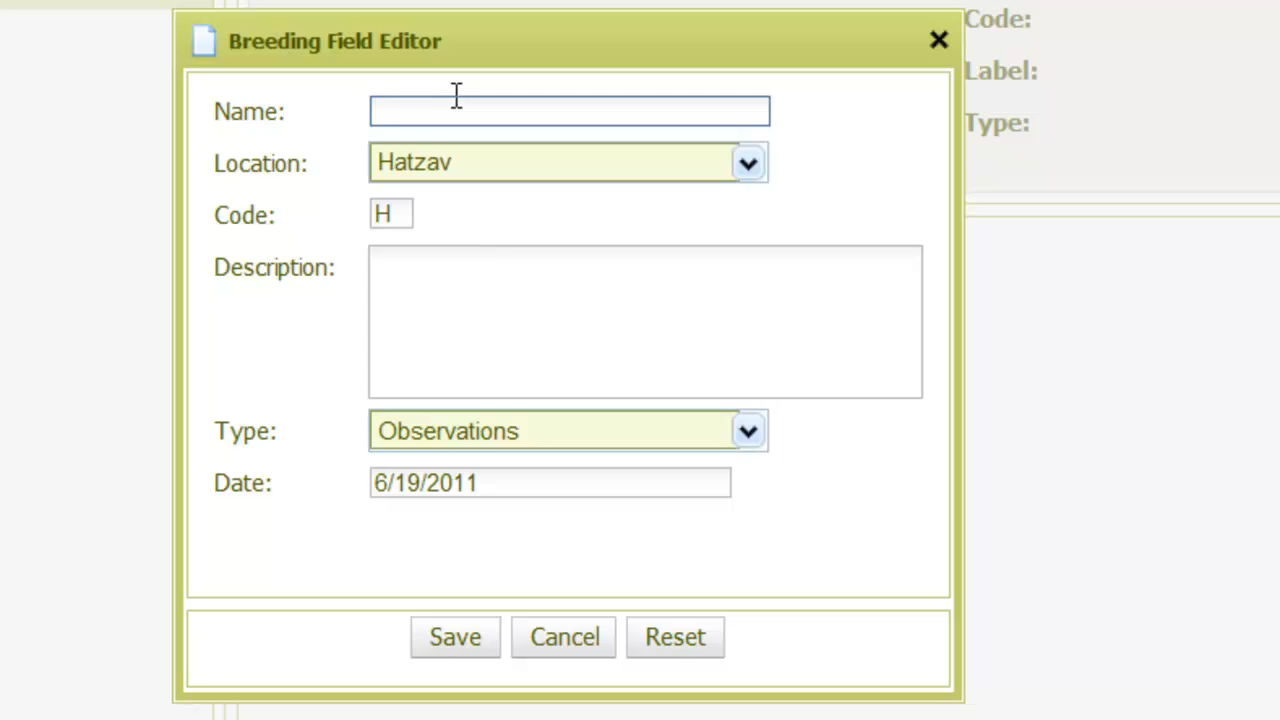 Breeding Field Editor
Code:
Label:
Type:
Name:
Location: Hatzav
Code: H
Description:
Type: Observations
Date: 6/19/2011
Save Cancel Reset